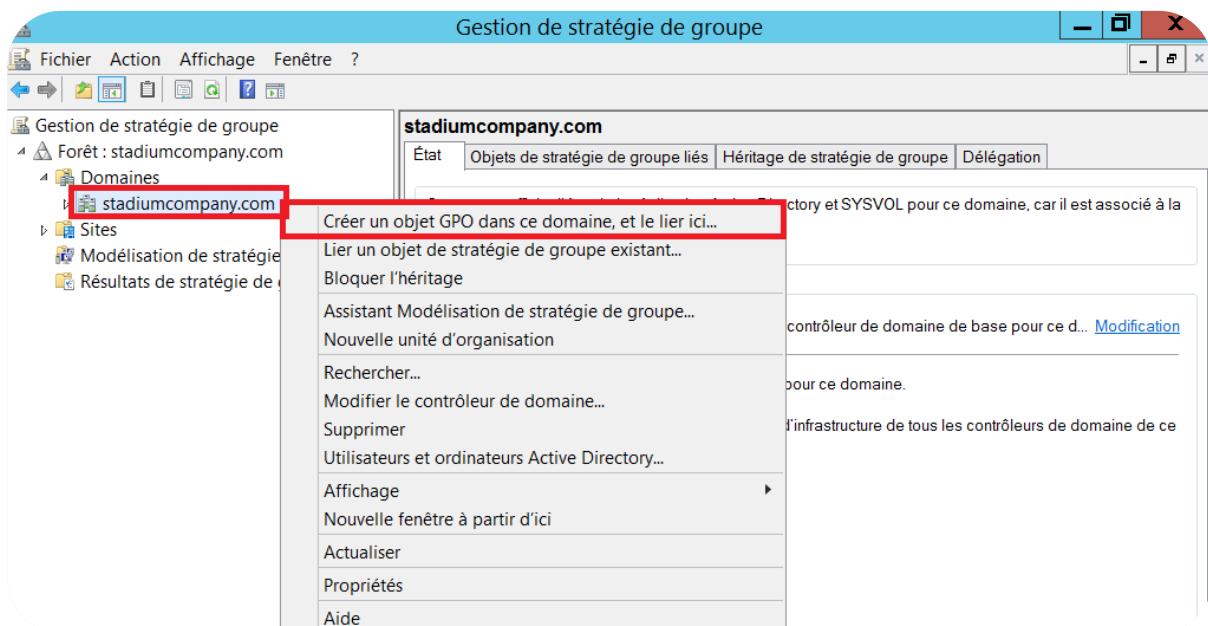 Gestion de stratégie de groupe
Fichier Action Affichage Fenêtre ?
Gestion de stratégie de groupe
Forêt : stadiumcompany.com
Domaines
stadiumcompany.com
Sites
Modélisation de stratégie
Résultats de stratégie de
stadiumcompany.com
État Objets de stratégie de groupe liés Héritage de stratégie de groupe Délégation
ctory et SYSVOL pour ce domaine, car il est associé à la
contrôleur de domaine de base pour ce d... Modification
pour ce domaine.
d'infrastructure de tous les contrôleurs de domaine de ce
Créer un objet GPO dans ce domaine, et le lier ici...
Lier un objet de stratégie de groupe existant...
Bloquer l'héritage
Assistant Modélisation de stratégie de groupe...
Nouvelle unité d'organisation
Rechercher...
Modifier le contrôleur de domaine...
Supprimer
Utilisateurs et ordinateurs Active Directory...
Affichage
Nouvelle fenêtre à partir d'ici
Actualiser
Propriétés
Aide